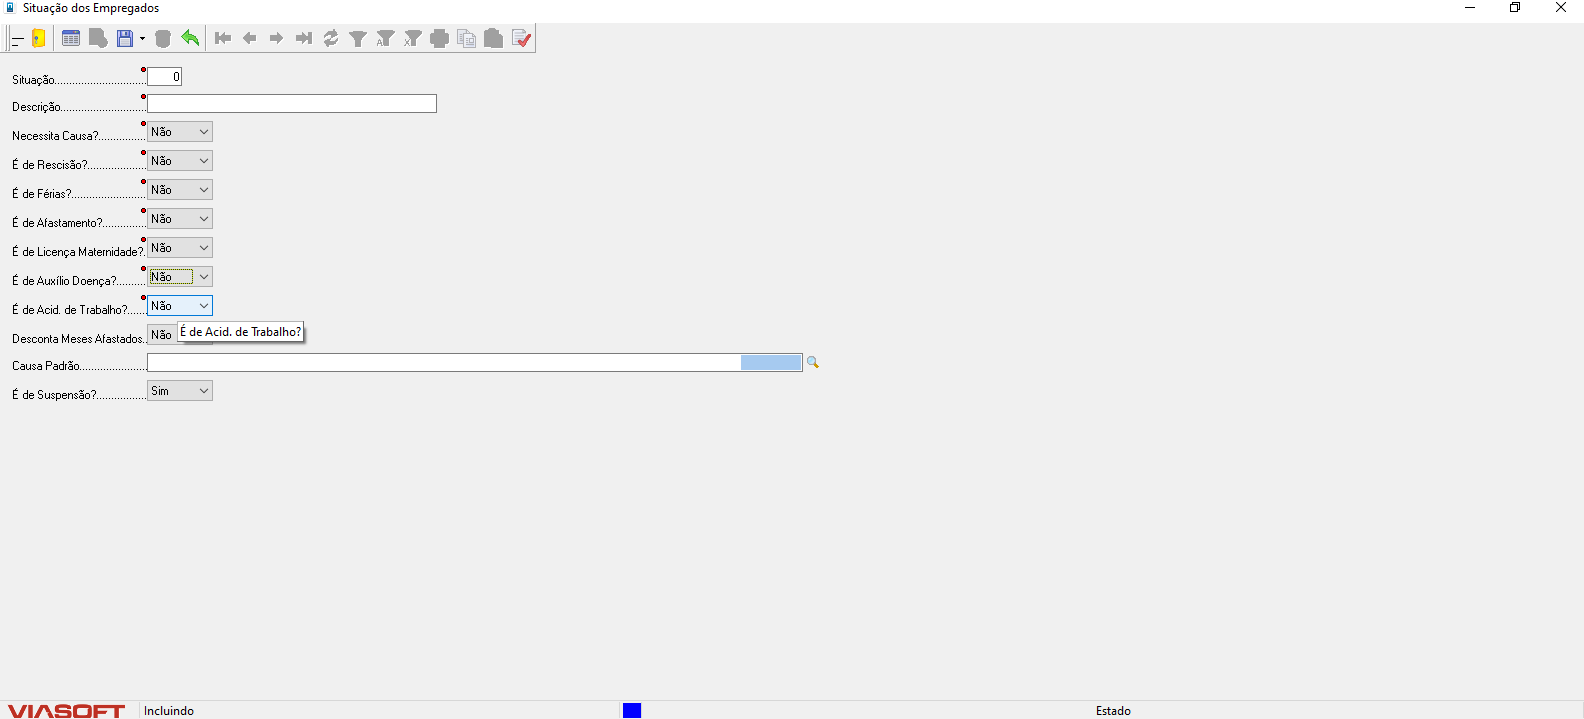 Situação dos Empregados
Situação............................... 0
Descrição.............................
Necessita Causa?................ Não
É de Rescisão?.................... Não
É de Férias?......................... Não
É de Afastamento?............... Não
É de Licença Maternidade?. Não
É de Auxílio Doença?.......... Não
É de Acid. de Trabalho?....... Não
É de Acid. de Trabalho?
Desconta Meses Afastados.. Não
Causa Padrão.......................
É de Suspensão?................. Sim
VIASOFT Incluindo Estado